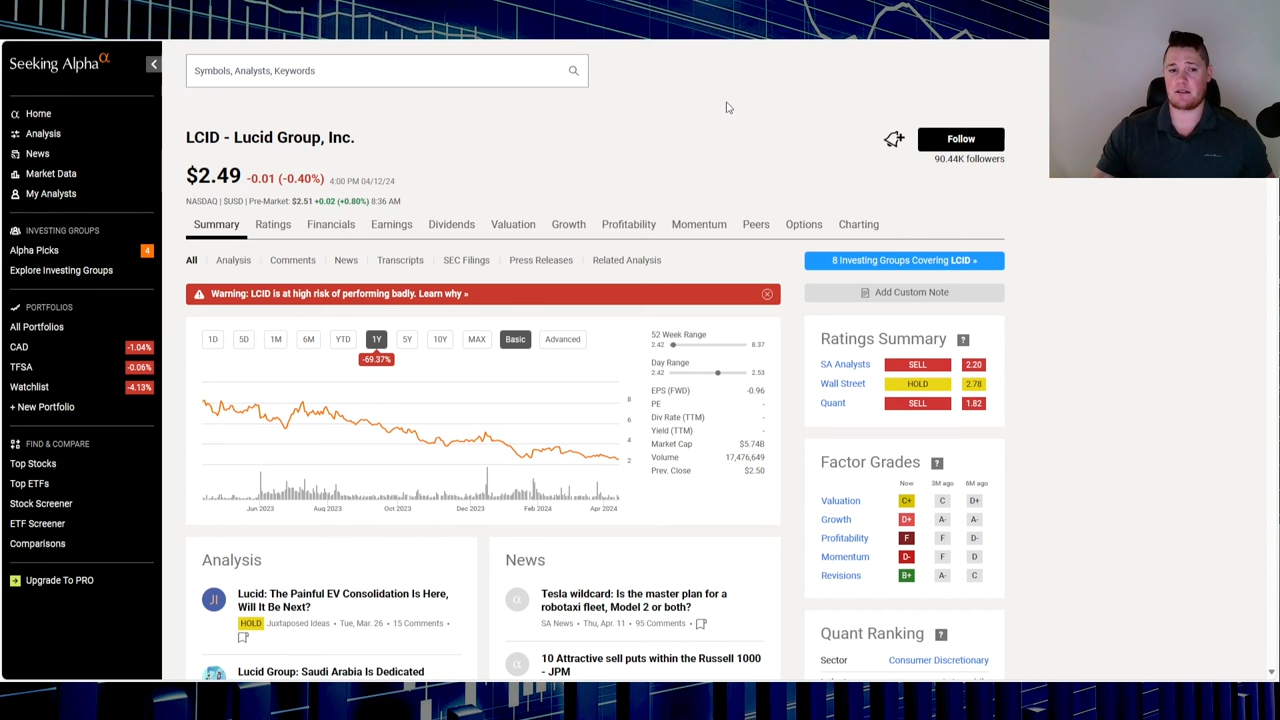 Seeking Alpha α
Home
Analysis
News
Market Data
My Analysts
INVESTING GROUPS
Alpha Picks 4
Explore Investing Groups
PORTFOLIOS
All Portfolios
CAD -1.04%
TFSA -0.06%
Watchlist -4.13%
+ New Portfolio
FIND & COMPARE
Top Stocks
Top ETFs
Stock Screener
ETF Screener
Comparisons
Upgrade To PRO
Symbols, Analysts, Keywords
LCID - Lucid Group, Inc.
Follow
90.44K followers
$2.49 -0.01 (-0.40%) 4:00 PM 04/12/24
NASDAQ | $USD | Pre-Market: $2.51 +0.02 (+0.80%) 8:36 AM
Summary Ratings Financials Earnings Dividends Valuation Growth Profitability Momentum Peers Options Charting
All Analysis Comments News Transcripts SEC Filings Press Releases Related Analysis
8 Investing Groups Covering LCID »
Warning: LCID is at high risk of performing badly. Learn why »
Add Custom Note
1D 5D 1M 6M YTD 1Y 5Y 10Y MAX Basic Advanced
-69.37%
8
6
4
2
Jun 2023 Aug 2023 Oct 2023 Dec 2023 Feb 2024 Apr 2024
52 Week Range
2.42 8.37
Day Range
2.42 2.53
EPS (FWD) -0.96
PE -
Div Rate (TTM) -
Yield (TTM) -
Market Cap $5.74B
Volume 17,476,649
Prev. Close $2.50
Ratings Summary ?
SA Analysts SELL 2.20
Wall Street HOLD 2.78
Quant SELL 1.82
Factor Grades ?
Now 3M ago 6M ago
Valuation C+ C D+
Growth D+ A- A-
Profitability F F D-
Momentum D- F D
Revisions B+ A- C
Quant Ranking ?
Sector Consumer Discretionary
Analysis
JI
Lucid: The Painful EV Consolidation Is Here,
Will It Be Next?
HOLD Juxtaposed Ideas • Tue, Mar. 26 • 15 Comments •
Lucid Group: Saudi Arabia Is Dedicated
News
α
Tesla wildcard: Is the master plan for a
robotaxi fleet, Model 2 or both?
SA News • Thu, Apr. 11 • 95 Comments •
α
10 Attractive sell puts within the Russell 1000
- JPM